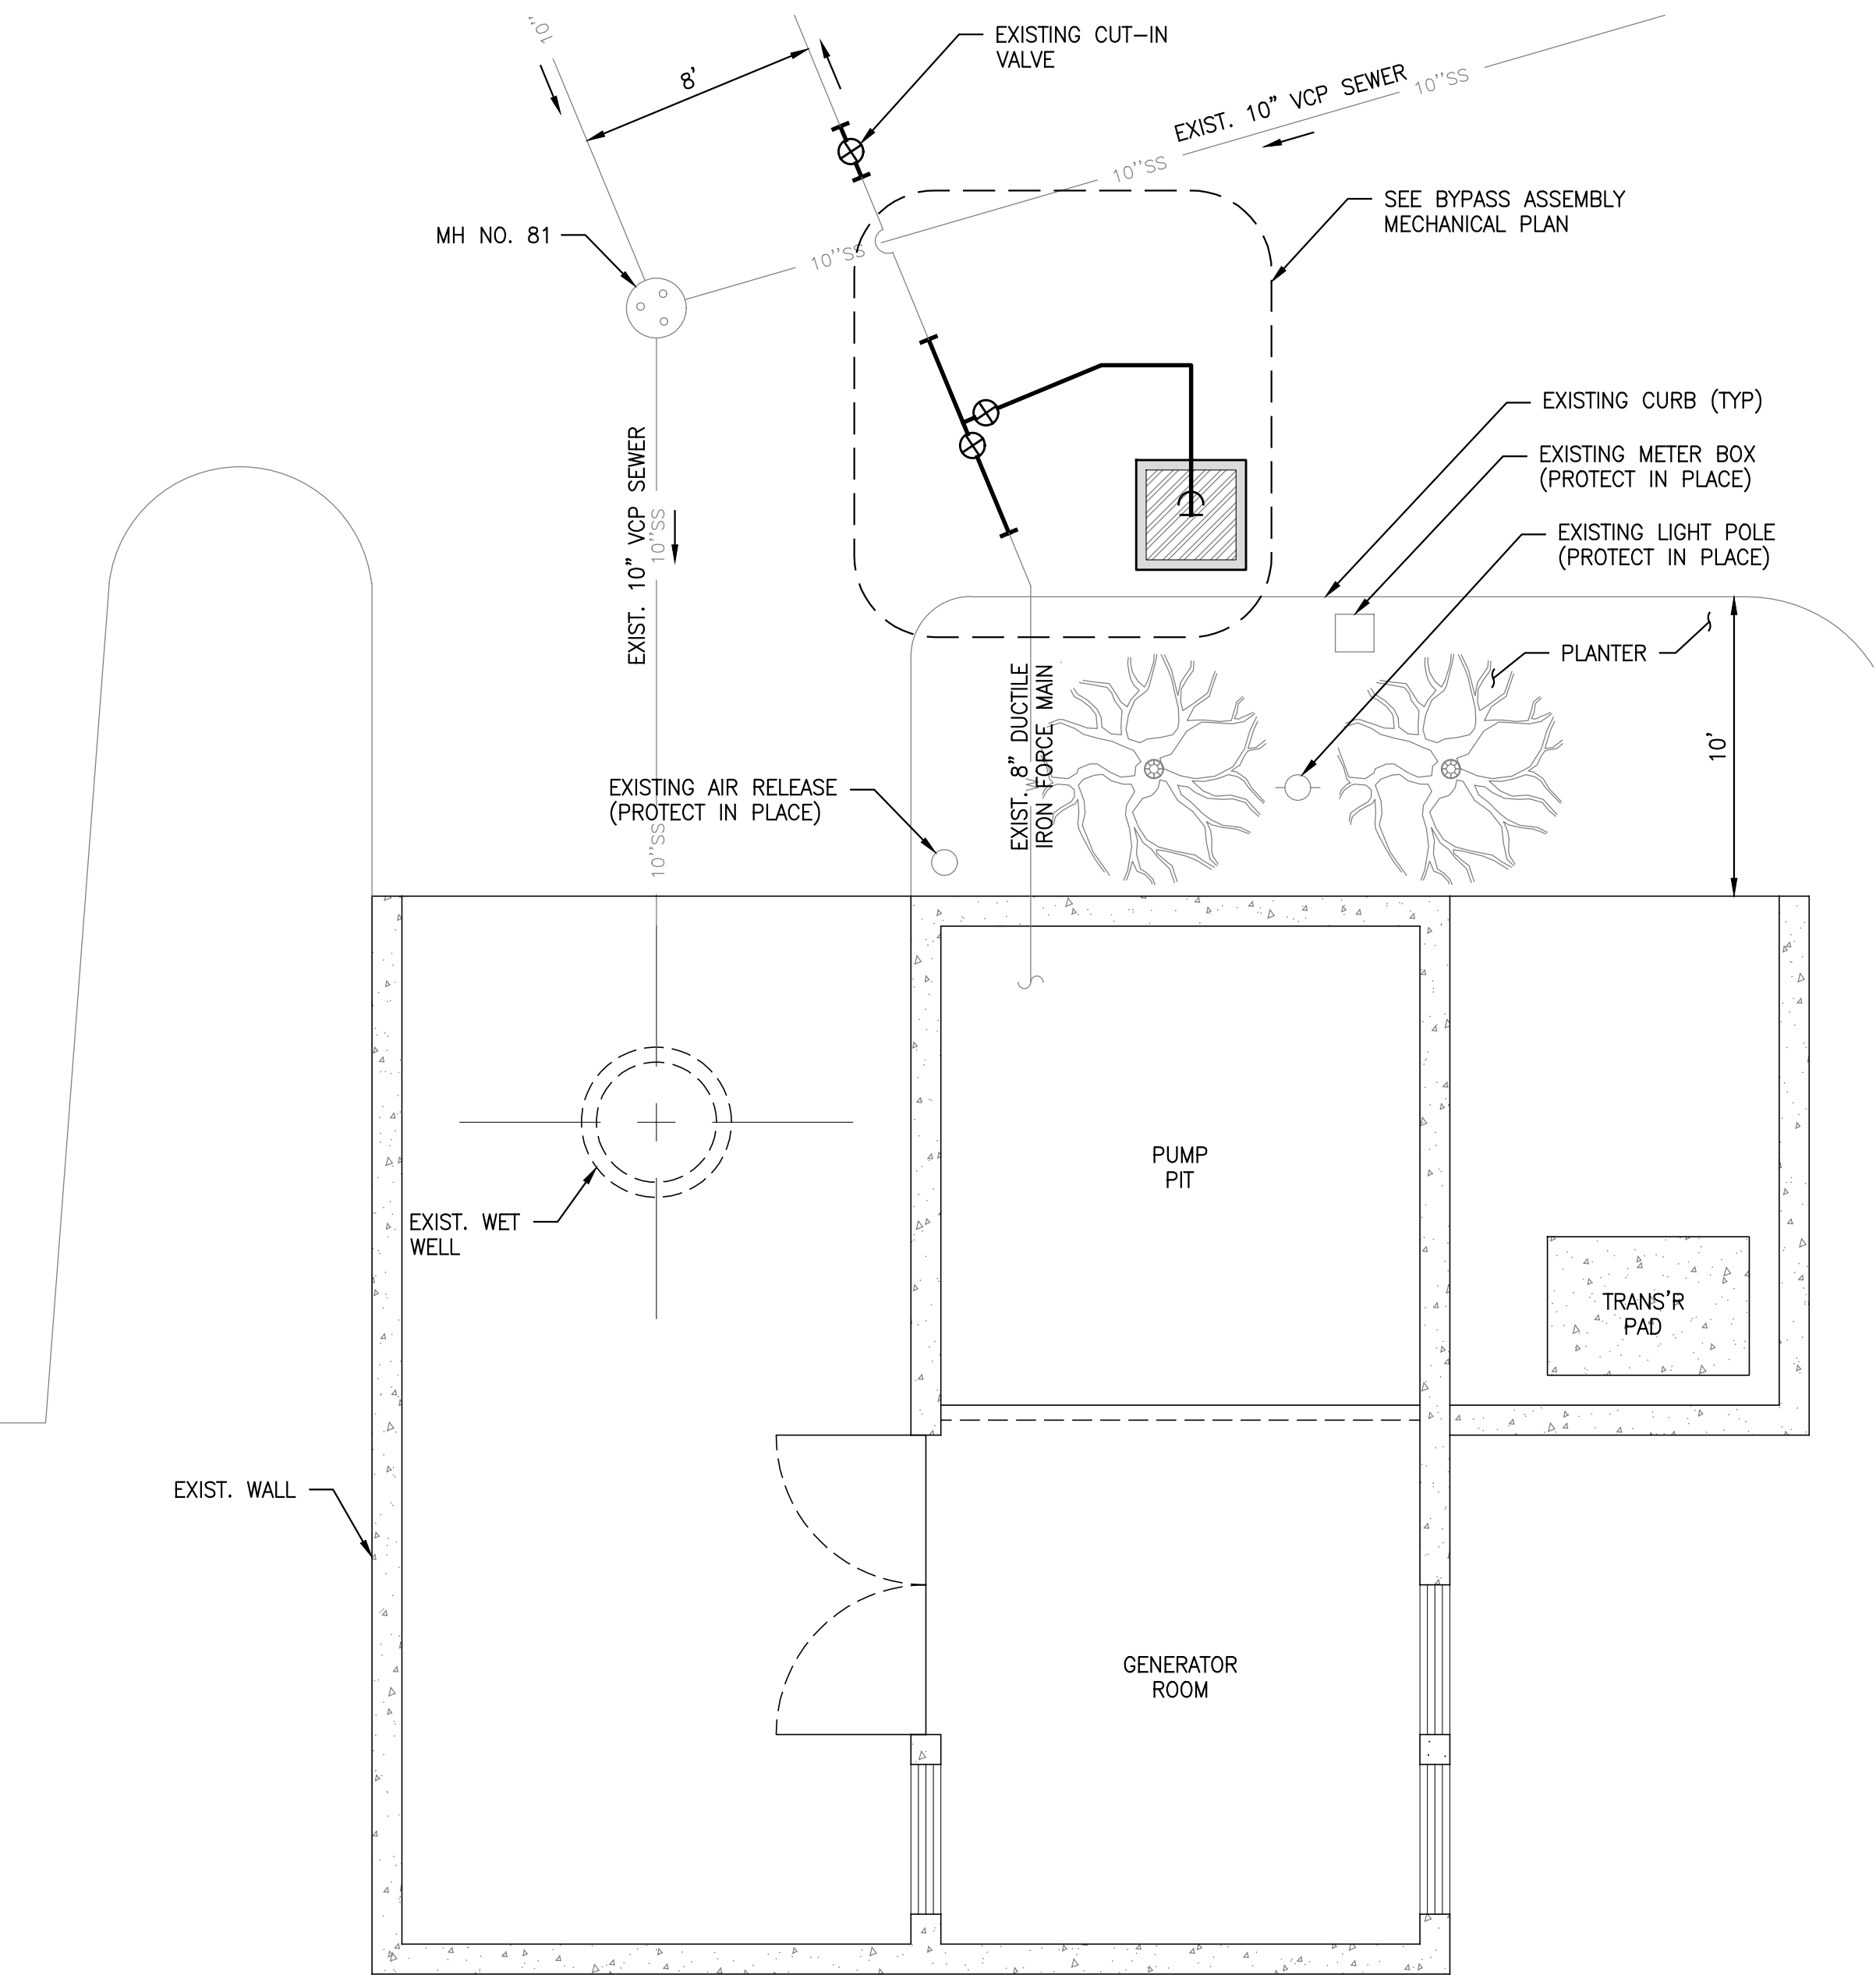 10"
EXISTING CUT-IN
VALVE
8'
EXIST. 10" VCP SEWER
10''SS
10''SS
SEE BYPASS ASSEMBLY
MECHANICAL PLAN
MH NO. 81
10''SS
EXISTING CURB (TYP)
EXISTING METER BOX
(PROTECT IN PLACE)
EXIST. 10" VCP SEWER
10''SS
EXISTING LIGHT POLE
(PROTECT IN PLACE)
PLANTER
EXIST. 8" DUCTILE
IRON FORCE MAIN
10'
EXISTING AIR RELEASE
(PROTECT IN PLACE)
10''SS
PUMP
PIT
EXIST. WET
WELL
TRANS'R
PAD
EXIST. WALL
GENERATOR
ROOM